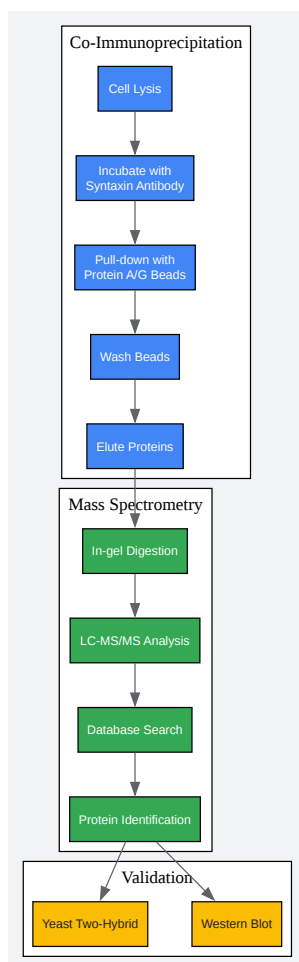 Co-Immunoprecipitation
Cell Lysis
Incubate with
Syntaxin Antibody
Pull-down with
Protein A/G Beads
Wash Beads
Elute Proteins
Mass Spectrometry
In-gel Digestion
LC-MS/MS Analysis
Database Search
Protein Identification
Validation
Yeast Two-Hybrid
Western Blot